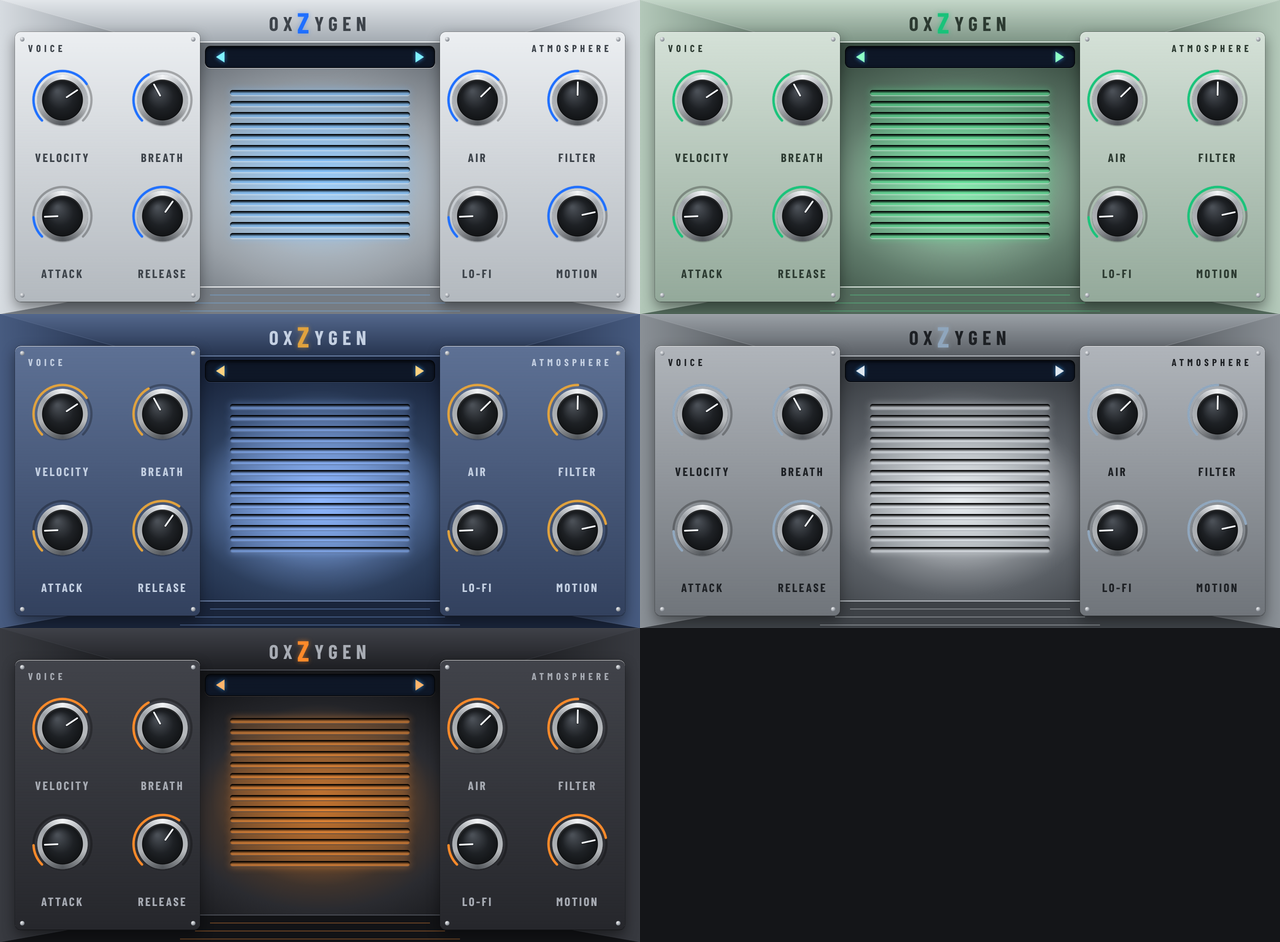 OXZYGEN
VOICE
ATMOSPHERE
VELOCITY BREATH AIR FILTER
ATTACK RELEASE LO-FI MOTION
OXZYGEN
VOICE
ATMOSPHERE
VELOCITY BREATH AIR FILTER
ATTACK RELEASE LO-FI MOTION
OXZYGEN
VOICE
ATMOSPHERE
VELOCITY BREATH AIR FILTER
ATTACK RELEASE LO-FI MOTION
OXZYGEN
VOICE
ATMOSPHERE
VELOCITY BREATH AIR FILTER
ATTACK RELEASE LO-FI MOTION
OXZYGEN
VOICE
ATMOSPHERE
VELOCITY BREATH AIR FILTER
ATTACK RELEASE LO-FI MOTION